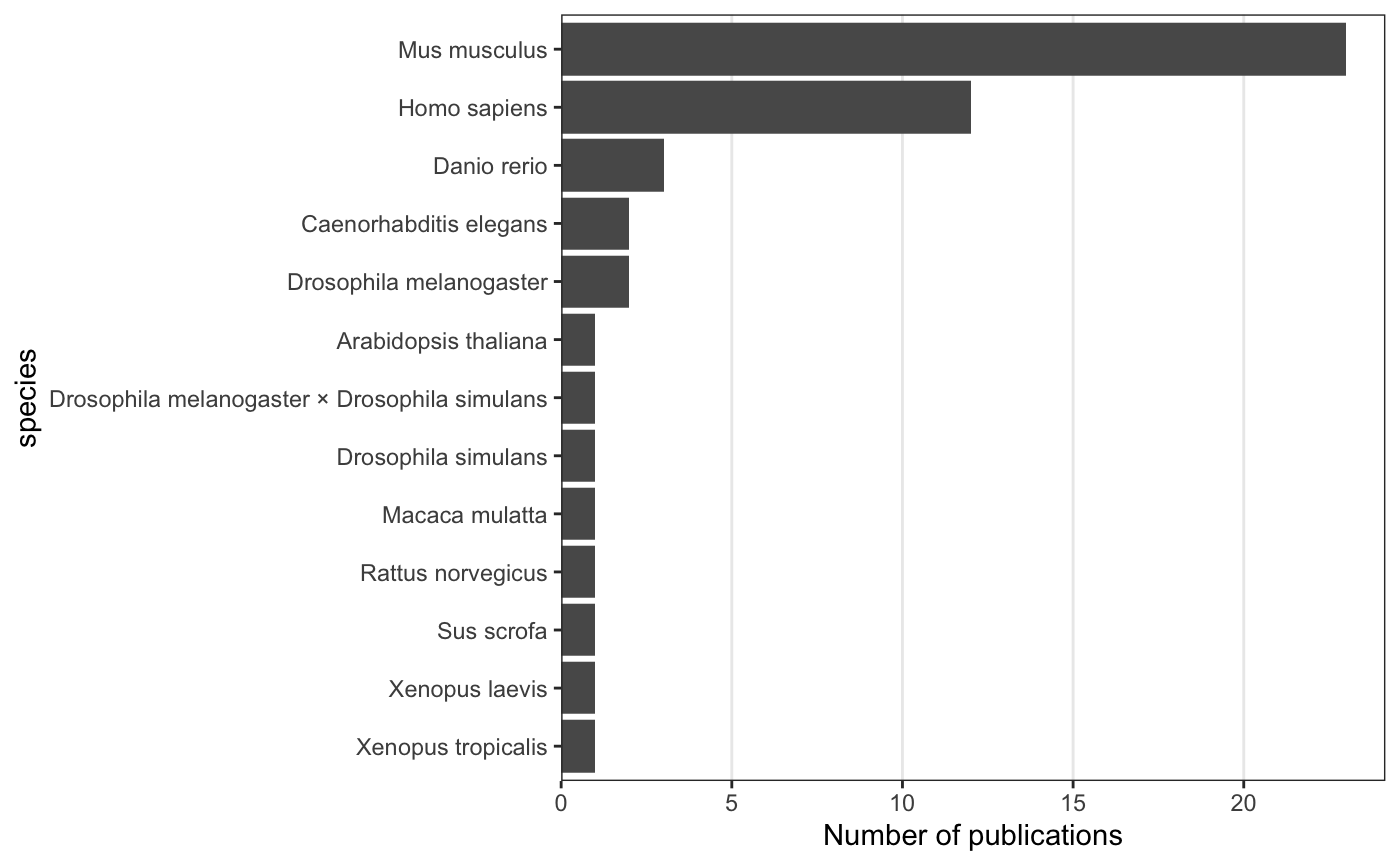 Mus musculus
Homo sapiens
Danio rerio
Caenorhabditis elegans
Drosophila melanogaster
Arabidopsis thaliana
Drosophila melanogaster × Drosophila simulans
Drosophila simulans
Macaca mulatta
Rattus norvegicus
Sus scrofa
Xenopus laevis
Xenopus tropicalis
species
0 5 10 15 20
Number of publications